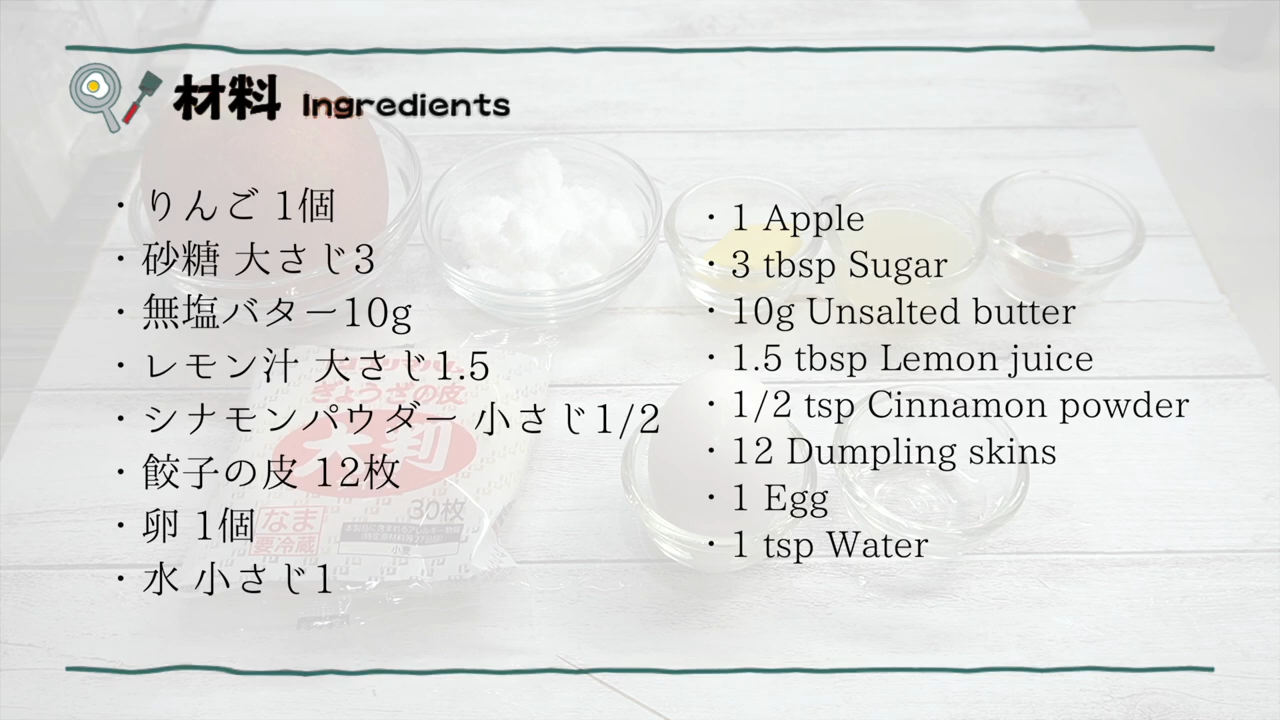 材料 Ingredients
・りんご 1個
・砂糖 大さじ3
・無塩バター10g
・レモン汁 大さじ1.5
・シナモンパウダー 小さじ1/2
・餃子の皮 12枚
・卵 1個
・水 小さじ1
・1 Apple
・3 tbsp Sugar
・10g Unsalted butter
・1.5 tbsp Lemon juice
・1/2 tsp Cinnamon powder
・12 Dumpling skins
・1 Egg
・1 tsp Water
ぎょうざの皮
大判
30枚
なま
要冷蔵